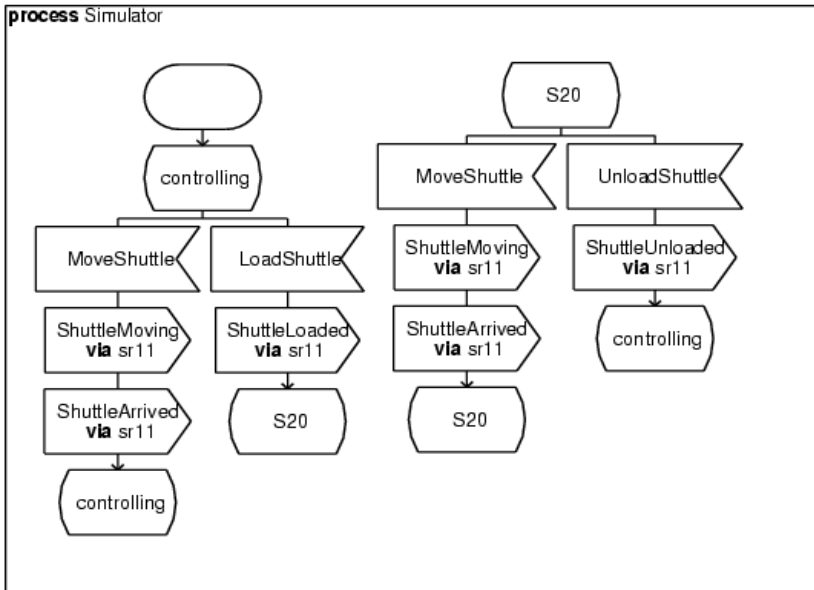 process Simulator
controlling
MoveShuttle
ShuttleMoving
via sr11
ShuttleArrived
via sr11
controlling
LoadShuttle
ShuttleLoaded
via sr11
S20
S20
MoveShuttle
ShuttleMoving
via sr11
ShuttleArrived
via sr11
S20
UnloadShuttle
ShuttleUnloaded
via sr11
controlling